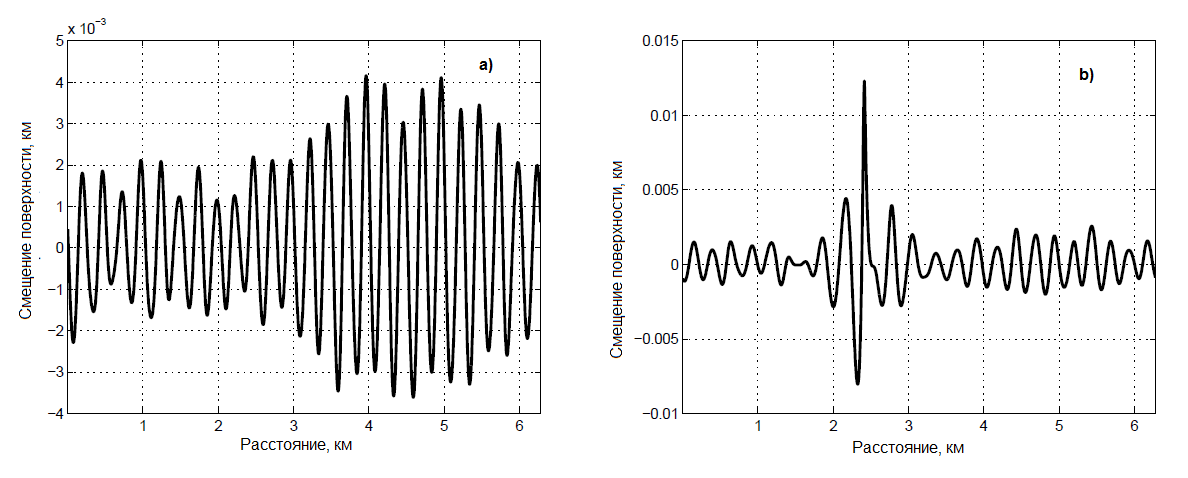 x 10⁻³
5
4
3
2
1
0
−1
−2
−3
−4
1 2 3 4 5 6
Смещение поверхности, км
Расстояние, км
a)
0.015
0.01
0.005
0
−0.005
−0.01
1 2 3 4 5 6
Смещение поверхности, км
Расстояние, км
b)